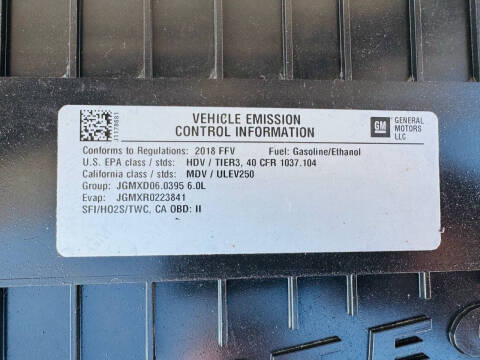 VEHICLE EMISSION
CONTROL INFORMATION
J1178681
GM
GENERAL
MOTORS
LLC
Conforms to Regulations: 2018 FFV Fuel: Gasoline/Ethanol
U.S. EPA class / stds: HDV / TIER3, 40 CFR 1037.104
California class / stds: MDV / ULEV250
Group: JGMXD06.0395 6.0L
Evap: JGMXR0223841
SFI/HO2S/TWC, CA OBD: II